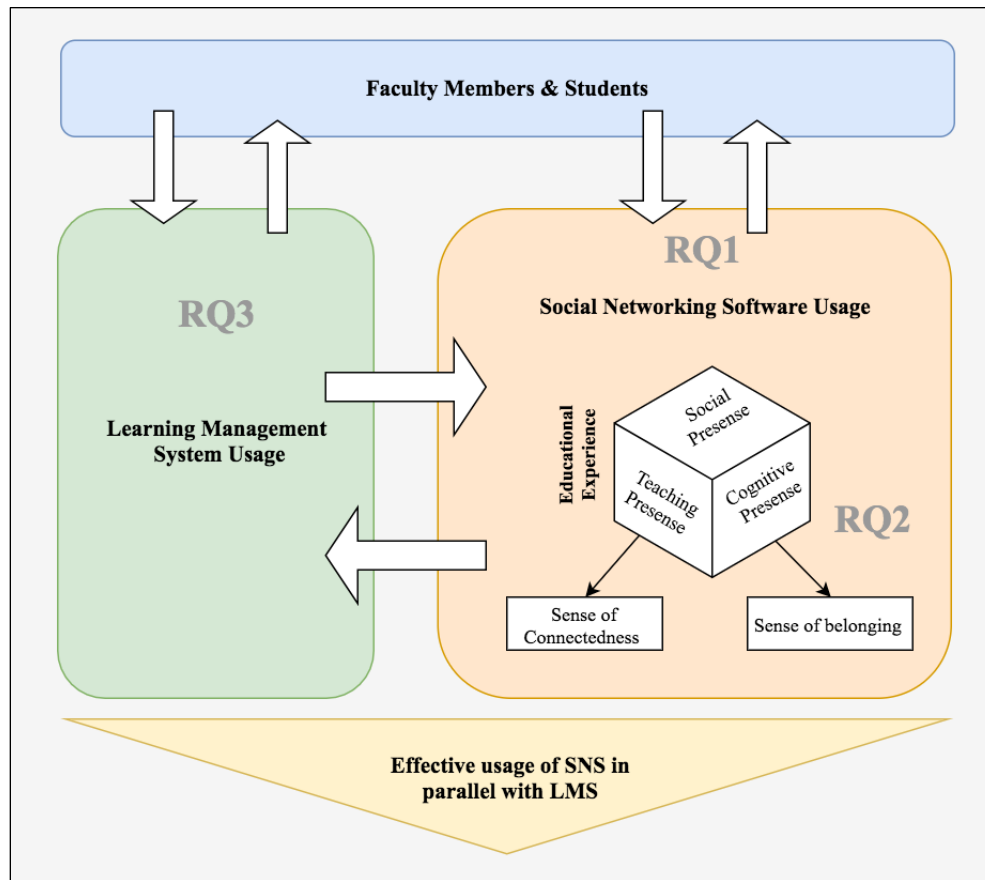 Faculty Members & Students
RQ1
Social Networking Software Usage
RQ3
Learning Management
System Usage
Educational
Experience
Social
Presense
Teaching
Presense
Cognitive
Presense
RQ2
Sense of
Connectedness
Sense of belonging
Effective usage of SNS in
parallel with LMS